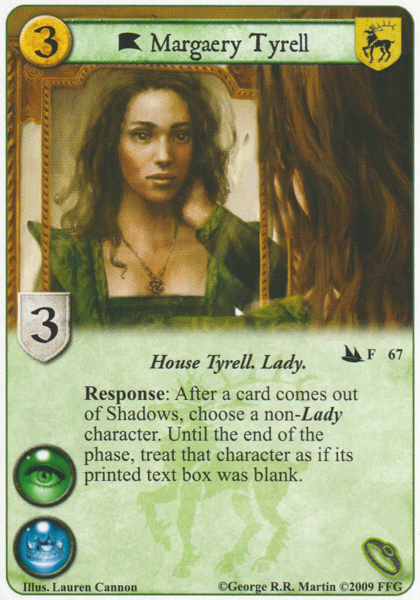 3
Margaery Tyrell
3
House Tyrell. Lady.
F 67
Response: After a card comes out
of Shadows, choose a non-Lady
character. Until the end of the
phase, treat that character as if its
printed text box was blank.
Illus. Lauren Cannon
©George R.R. Martin ©2009 FFG